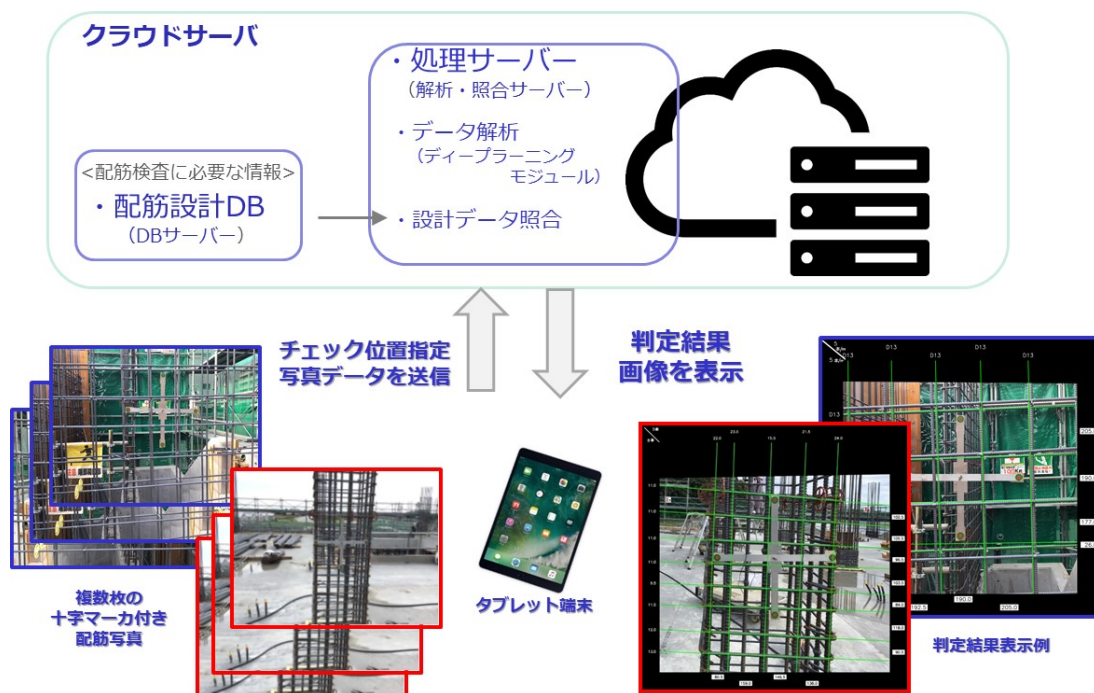 クラウドサーバ
・処理サーバー
（解析・照合サーバー）
・データ解析
（ディープラーニング
モジュール）
・設計データ照合
<配筋検査に必要な情報>
・配筋設計DB
（DBサーバー）
チェック位置指定
写真データを送信
判定結果
画像を表示
複数枚の
十字マーカ付き
配筋写真
タブレット端末
判定結果表示例
D13
D13
D13
D13
D13
D13
205.
190.
177.
190.0
192.5
205.0
100Kg